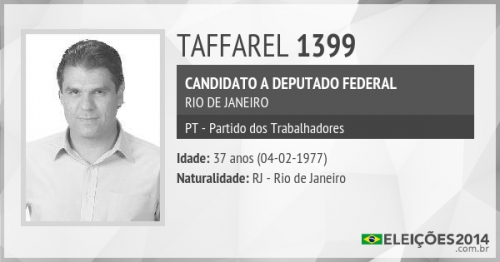 TAFFAREL 1399
CANDIDATO A DEPUTADO FEDERAL
RIO DE JANEIRO
PT - Partido dos Trabalhadores
Idade: 37 anos (04-02-1977)
Naturalidade: RJ - Rio de Janeiro
ELEIÇÕES2014
.com.br